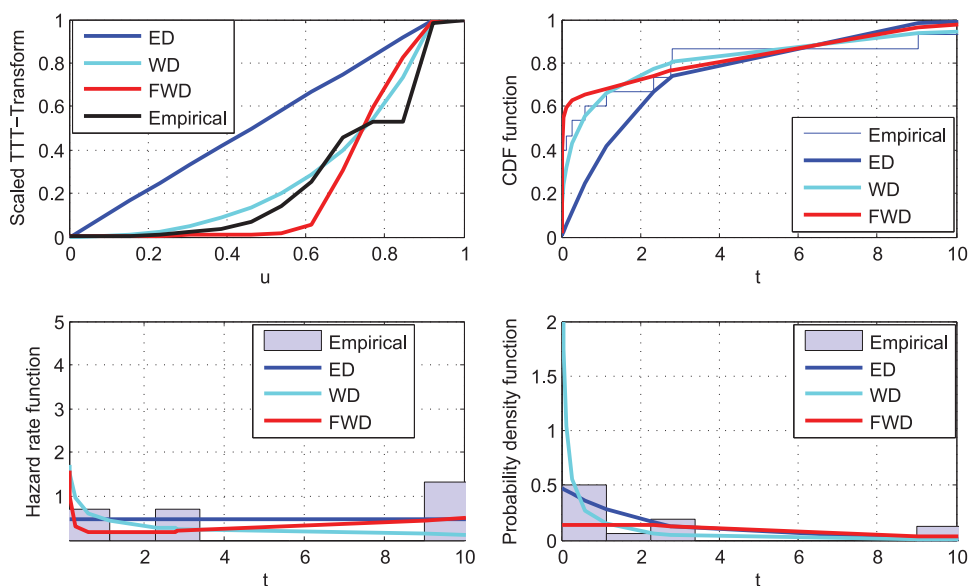 Scaled TTT−Transform
1
0.8
0.6
0.4
0.2
0
0
0.2
0.4
0.6
0.8
1
u
ED
WD
FWD
Empirical
CDF function
1
0.8
0.6
0.4
0.2
0
0
2
4
6
8
10
t
Empirical
ED
WD
FWD
Hazard rate function
5
4
3
2
1
2
4
6
8
10
t
Empirical
ED
WD
FWD
Probability density function
2
1.5
1
0.5
0
0
2
4
6
8
10
t
Empirical
ED
WD
FWD